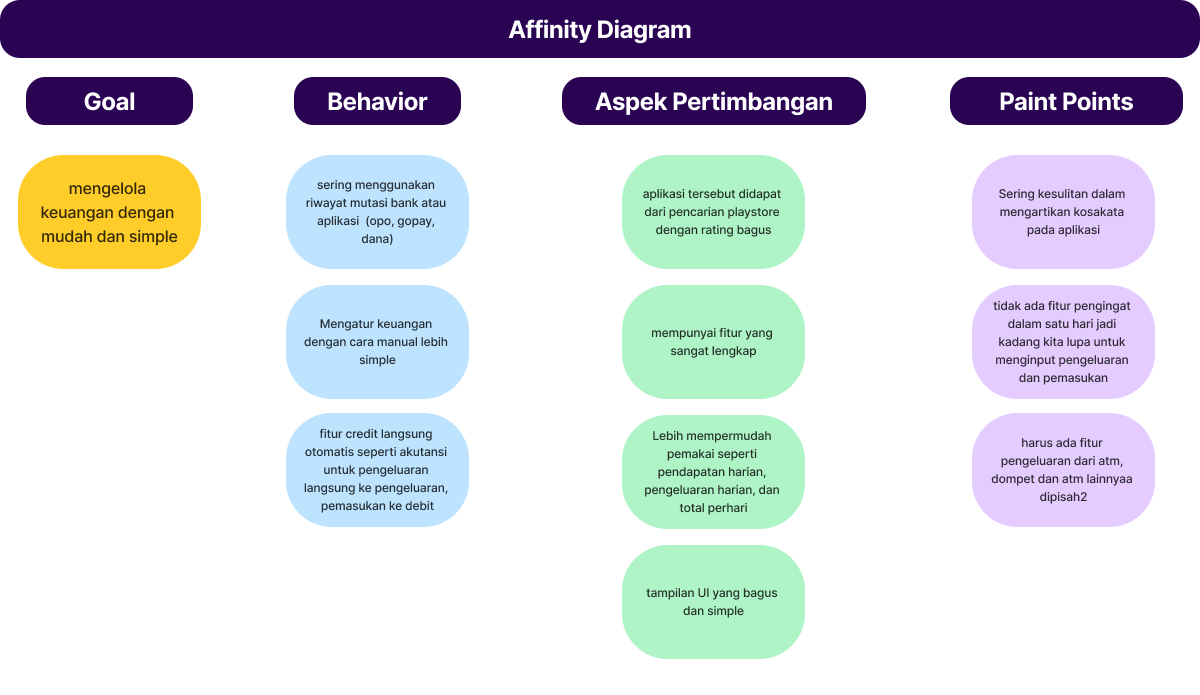 Affinity Diagram
Goal
mengelola
keuangan dengan
mudah dan simple
Behavior
sering menggunakan
riwayat mutasi bank atau
aplikasi (opo, gopay,
dana)
Mengatur keuangan
dengan cara manual lebih
simple
fitur credit langsung
otomatis seperti akutansi
untuk pengeluaran
langsung ke pengeluaran,
pemasukan ke debit
Aspek Pertimbangan
aplikasi tersebut didapat
dari pencarian playstore
dengan rating bagus
mempunyai fitur yang
sangat lengkap
Lebih mempermudah
pemakai seperti
pendapatan harian,
pengeluaran harian, dan
total perhari
tampilan UI yang bagus
dan simple
Paint Points
Sering kesulitan dalam
mengartikan kosakata
pada aplikasi
tidak ada fitur pengingat
dalam satu hari jadi
kadang kita lupa untuk
menginput pengeluaran
dan pemasukan
harus ada fitur
pengeluaran dari atm,
dompet dan atm lainnyaa
dipisah2